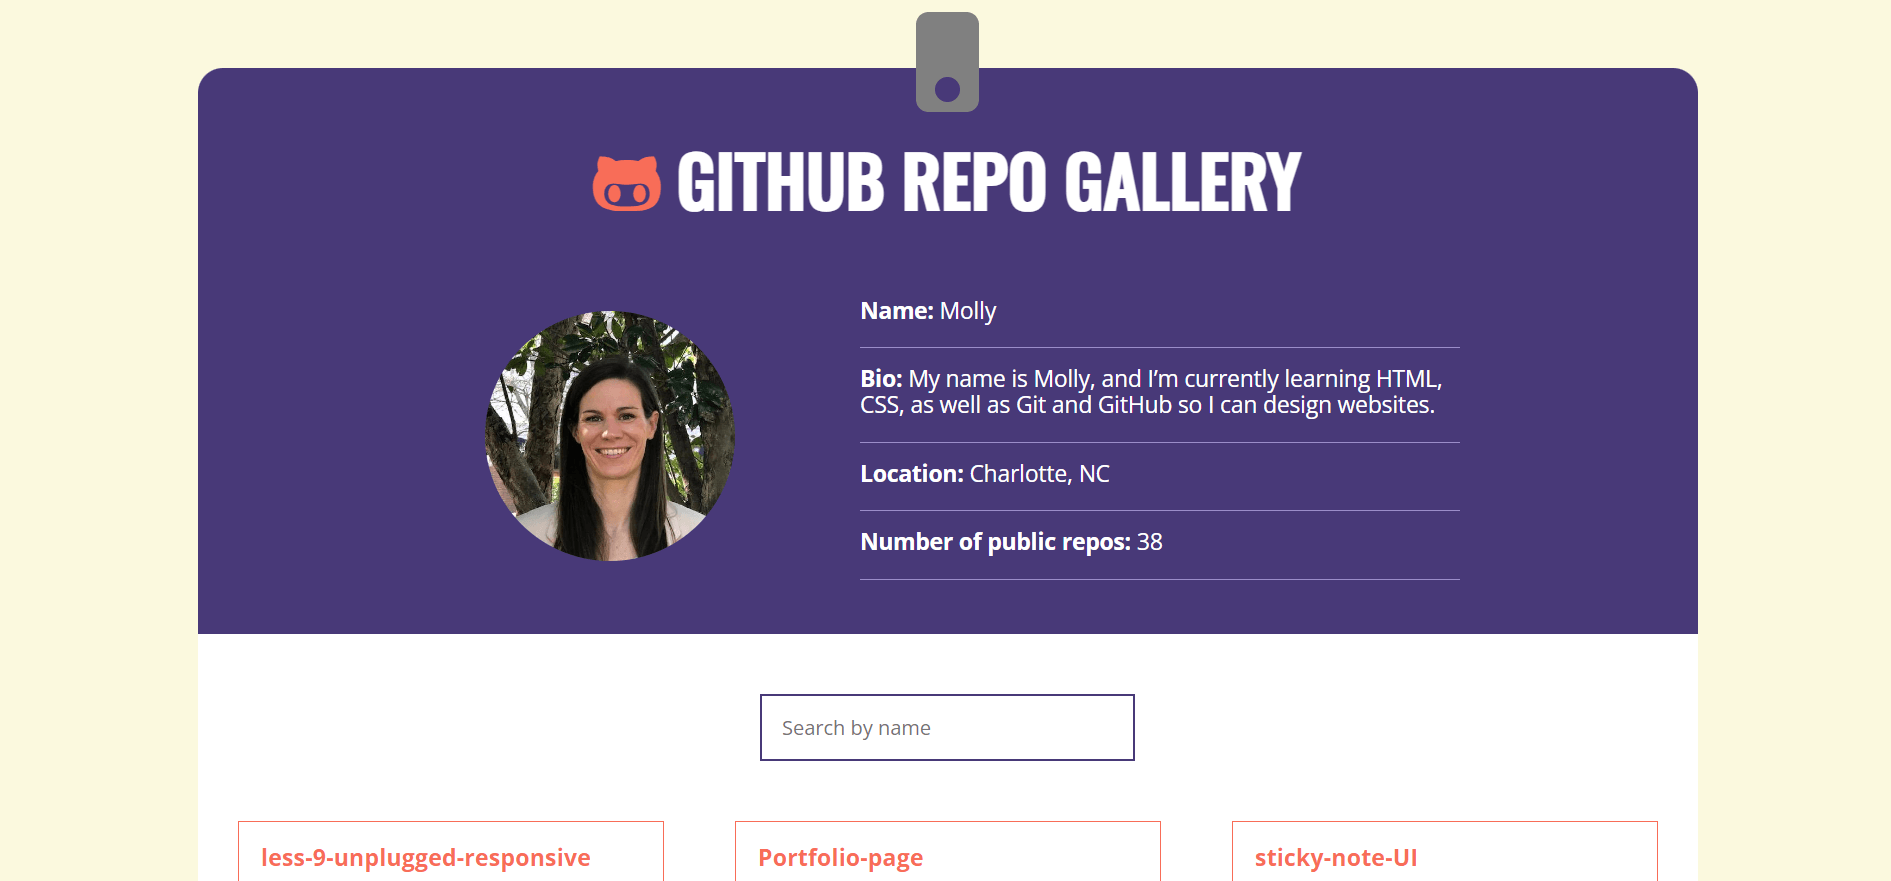 GITHUB REPO GALLERY
Name: Molly
Bio: My name is Molly, and I’m currently learning HTML,
CSS, as well as Git and GitHub so I can design websites.
Location: Charlotte, NC
Number of public repos: 38
Search by name
less-9-unplugged-responsive
Portfolio-page
sticky-note-UI